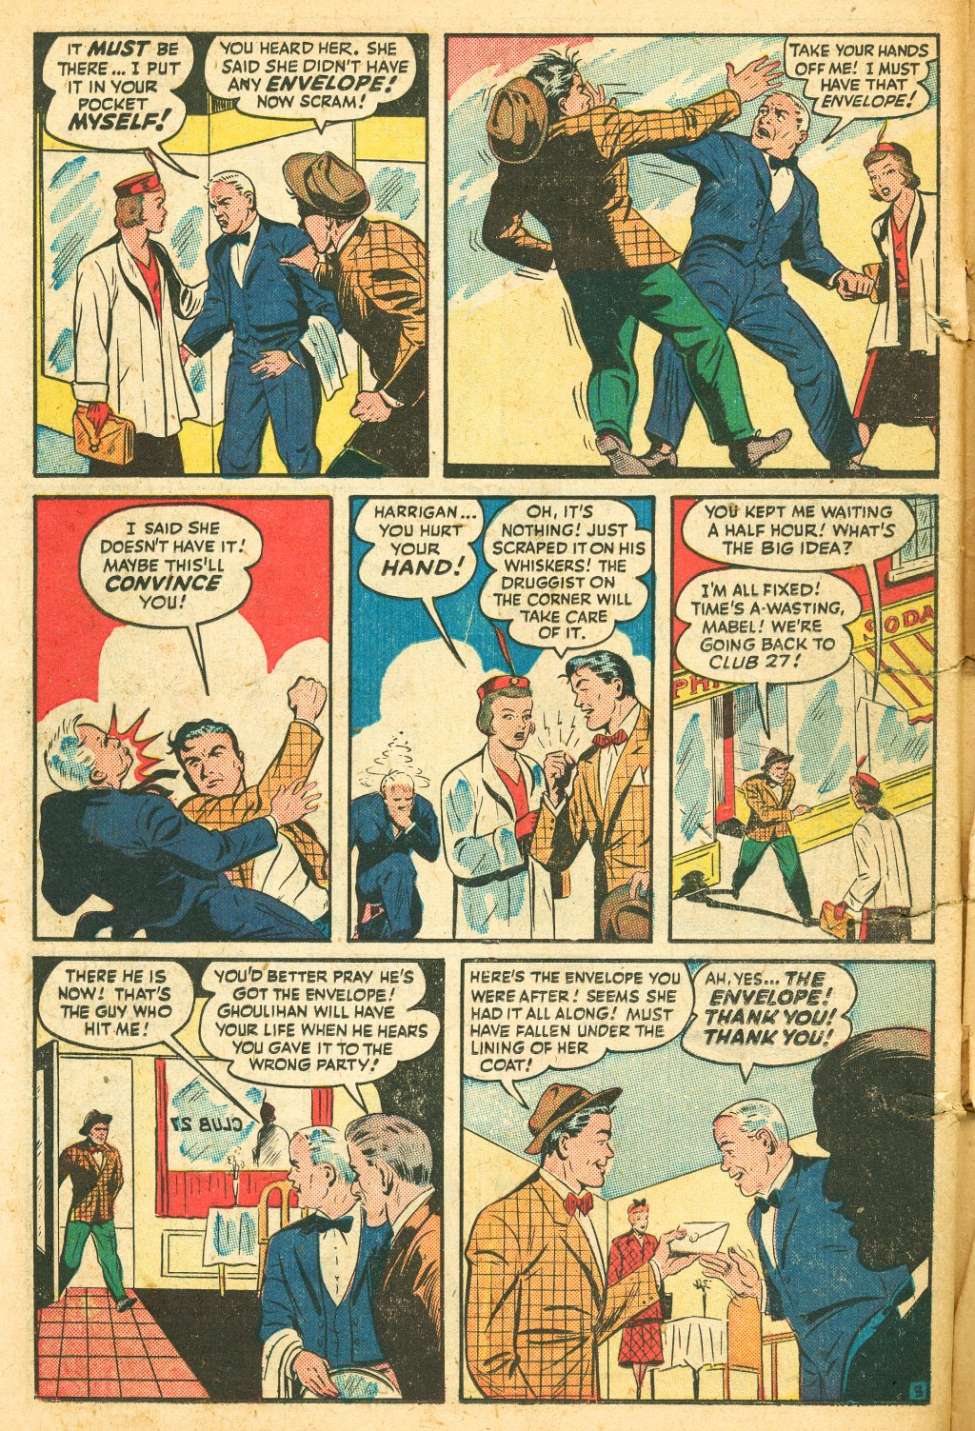 IT MUST BE
THERE... I PUT
IT IN YOUR
POCKET
MYSELF!
YOU HEARD HER. SHE
SAID SHE DIDN'T HAVE
ANY ENVELOPE!
NOW SCRAM!
TAKE YOUR HANDS
OFF ME! I MUST
HAVE THAT
ENVELOPE!
I SAID SHE
DOESN'T HAVE IT!
MAYBE THIS'LL
CONVINCE
YOU!
HARRIGAN...
YOU HURT
YOUR
HAND!
OH, IT'S
NOTHING! JUST
SCRAPED IT ON HIS
WHISKERS! THE
DRUGGIST ON
THE CORNER WILL
TAKE CARE
OF IT.
YOU KEPT ME WAITING
A HALF HOUR! WHAT'S
THE BIG IDEA?
I'M ALL FIXED!
TIME'S A-WASTING,
MABEL! WE'RE
GOING BACK TO
CLUB 27!
SODA
PH
THERE HE IS
NOW! THAT'S
THE GUY WHO
HIT ME!
YOU'D BETTER PRAY HE'S
GOT THE ENVELOPE!
GHOULIHAN WILL HAVE
YOUR LIFE WHEN HE HEARS
YOU GAVE IT TO THE
WRONG PARTY!
CLUB 27
HERE'S THE ENVELOPE YOU
WERE AFTER! SEEMS SHE
HAD IT ALL ALONG! MUST
HAVE FALLEN UNDER THE
LINING OF HER
COAT!
AH, YES... THE
ENVELOPE!
THANK YOU!
THANK YOU!
8